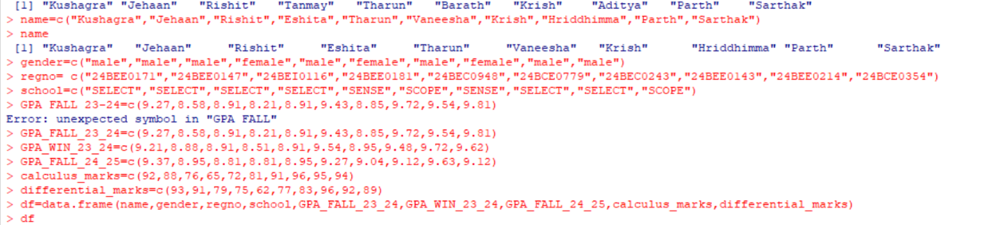 [1] "Kushagra" "Jehaan" "Rishit" "Tanmay" "Tharun" "Barath" "Krish" "Aditya" "Parth" "Sarthak"
> name=c("Kushagra","Jehaan","Rishit","Eshita","Tharun","Vaneesha","Krish","Hriddhimma","Parth","Sarthak")
> name
[1] "Kushagra" "Jehaan" "Rishit" "Eshita" "Tharun" "Vaneesha" "Krish" "Hriddhimma" "Parth" "Sarthak"
> gender=c("male","male","male","female","male","female","male","female","male","male")
> regno= c("24BEE0171","24BEE0147","24BEI0116","24BEE0181","24BEC0948","24BCE0779","24BEC0243","24BEE0143","24BEE0214","24BCE0354")
> school=c("SELECT","SELECT","SELECT","SELECT","SENSE","SCOPE","SENSE","SELECT","SELECT","SCOPE")
> GPA FALL 23-24=c(9.27,8.58,8.91,8.21,8.91,9.43,8.85,9.72,9.54,9.81)
Error: unexpected symbol in "GPA FALL"
> GPA_FALL_23_24=c(9.27,8.58,8.91,8.21,8.91,9.43,8.85,9.72,9.54,9.81)
> GPA_WIN_23_24=c(9.21,8.88,8.91,8.51,8.91,9.54,8.95,9.48,9.72,9.62)
> GPA_FALL_24_25=c(9.37,8.95,8.81,8.81,8.95,9.27,9.04,9.12,9.63,9.12)
> calculus_marks=c(92,88,76,65,72,81,91,96,95,94)
> differential_marks=c(93,91,79,75,62,77,83,96,92,89)
> df=data.frame(name,gender,regno,school,GPA_FALL_23_24,GPA_WIN_23_24,GPA_FALL_24_25,calculus_marks,differential_marks)
> df